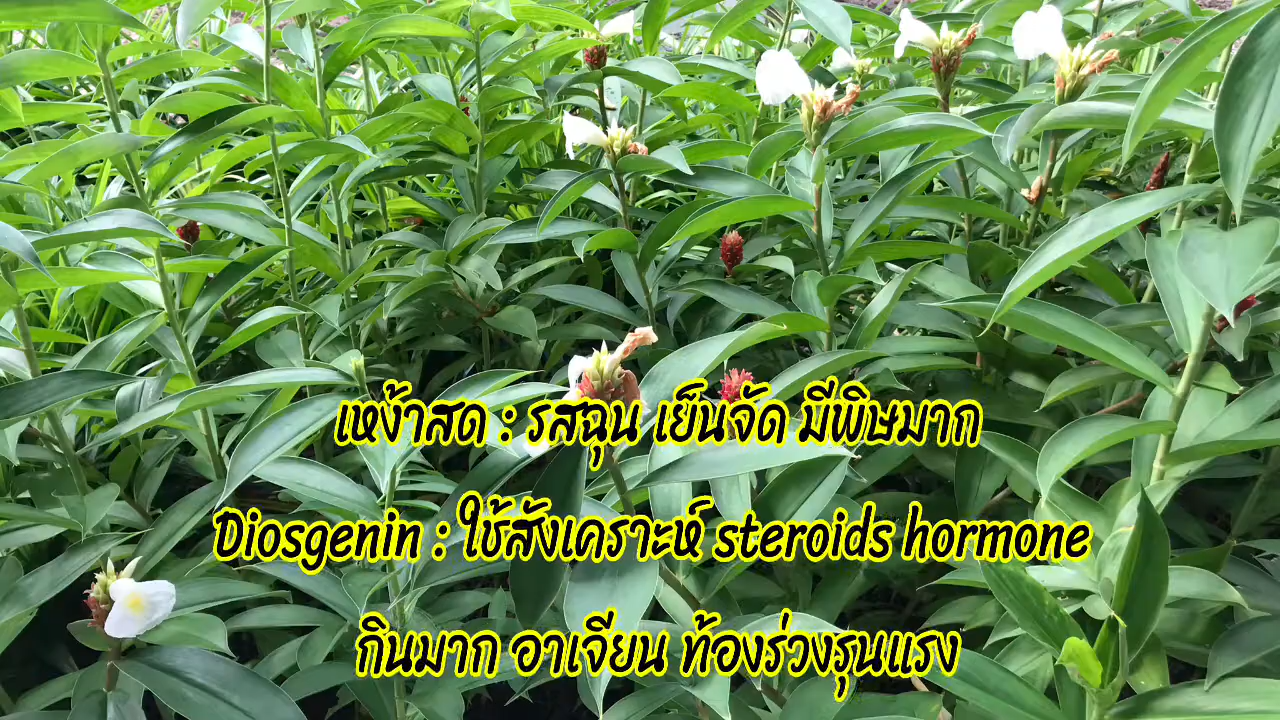 เหง้าสด : รสฉุน เย็นจัด มีพิษมาก
Diosgenin : ใช้สังเคราะห์ steroids hormone
กินมาก อาเจียน ท้องร่วงรุนแรง